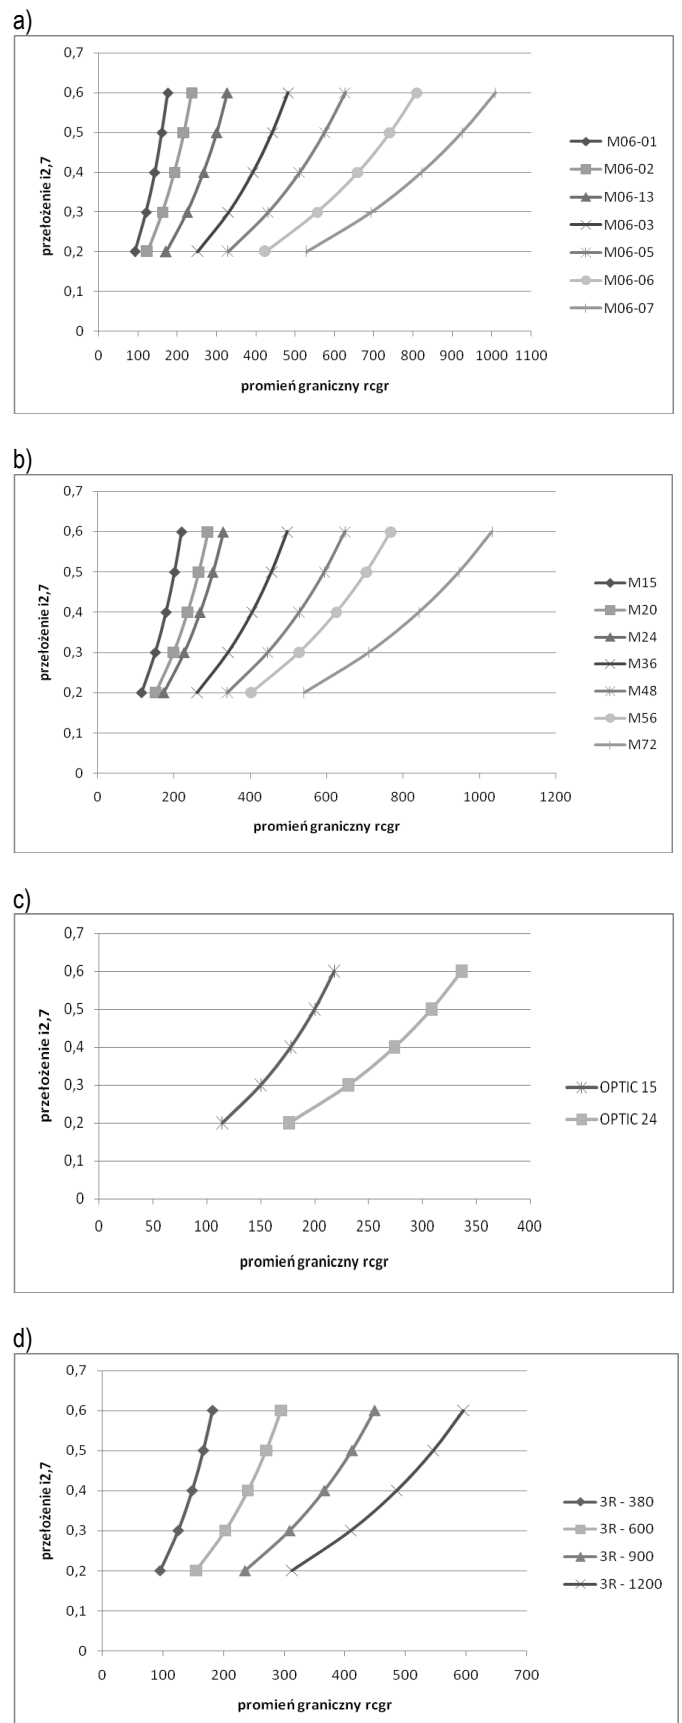 a)
0,7
0,6
0,5
0,4
0,3
0,2
0,1
0
przełożenie i2,7
0 100 200 300 400 500 600 700 800 900 1000 1100
promień graniczny rcgr
M06-01
M06-02
M06-13
M06-03
M06-05
M06-06
M06-07
b)
0,7
0,6
0,5
0,4
0,3
0,2
0,1
0
przełożenie i2,7
0 200 400 600 800 1000 1200
promień graniczny rcgr
M15
M20
M24
M36
M48
M56
M72
c)
0,7
0,6
0,5
0,4
0,3
0,2
0,1
0
przełożenie i2,7
0 50 100 150 200 250 300 350 400
promień graniczny rcgr
OPTIC 15
OPTIC 24
d)
0,7
0,6
0,5
0,4
0,3
0,2
0,1
0
przełożenie i2,7
0 100 200 300 400 500 600 700
promień graniczny rcgr
3R - 380
3R - 600
3R - 900
3R - 1200